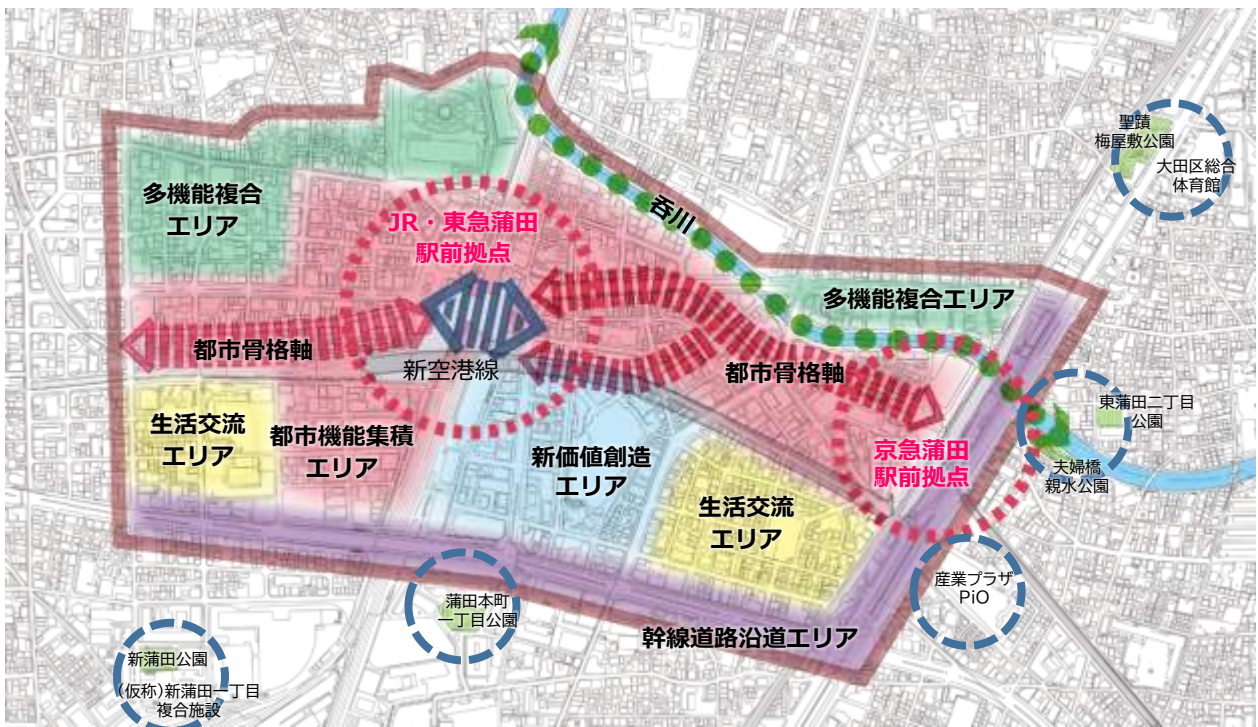 聖蹟
梅屋敷公園
大田区総合
体育館
多機能複合
エリア
JR・東急蒲田
駅前拠点
呑川
多機能複合エリア
都市骨格軸
新空港線
都市骨格軸
東蒲田二丁目
公園
生活交流
エリア
都市機能集積
エリア
新価値創造
エリア
京急蒲田
駅前拠点
夫婦橋
親水公園
生活交流
エリア
産業プラザ
PiO
蒲田本町
一丁目公園
幹線道路沿道エリア
新蒲田公園
(仮称)新蒲田一丁目
複合施設